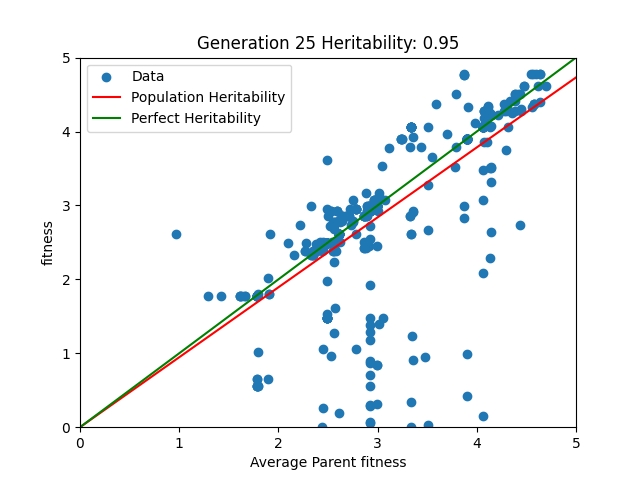 Generation 25 Heritability: 0.95
Data
Population Heritability
Perfect Heritability
fitness
5
4
3
2
1
0
0 1 2 3 4 5
Average Parent fitness